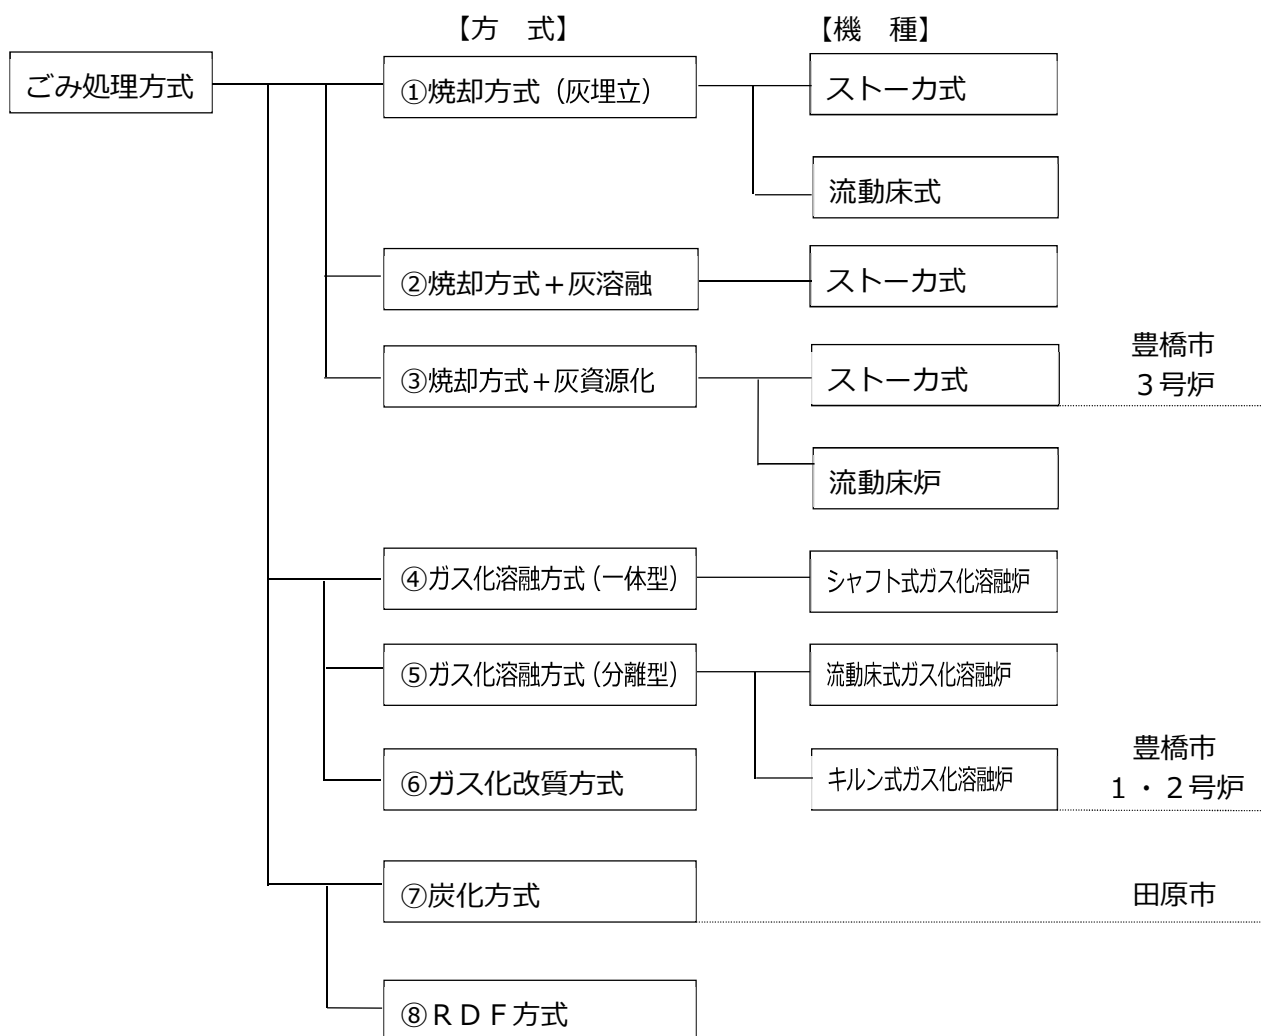 【方　式】　【機　種】
ごみ処理方式
①焼却方式（灰埋立）
ストーカ式
流動床式
②焼却方式＋灰溶融
ストーカ式
③焼却方式＋灰資源化
ストーカ式
豊橋市
３号炉
流動床炉
④ガス化溶融方式（一体型）
シャフト式ガス化溶融炉
⑤ガス化溶融方式（分離型）
流動床式ガス化溶融炉
キルン式ガス化溶融炉
豊橋市
１・２号炉
⑥ガス化改質方式
⑦炭化方式
田原市
⑧ＲＤＦ方式